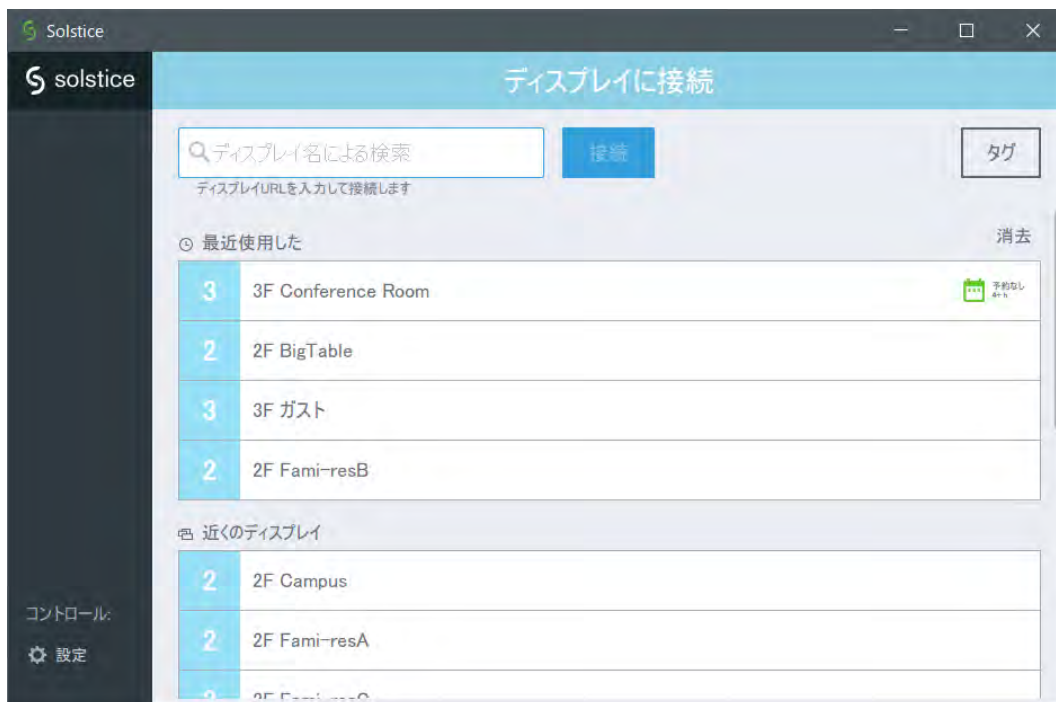 Solstice
solstice
ディスプレイに接続
ディスプレイ名による検索
接続
タグ
ディスプレイURLを入力して接続します
最近使用した
消去
3
3F Conference Room
予約なし
4+ h
2
2F BigTable
3
3F ガスト
2
2F Fami-resB
近くのディスプレイ
2
2F Campus
2
2F Fami-resA
コントロール:
設定